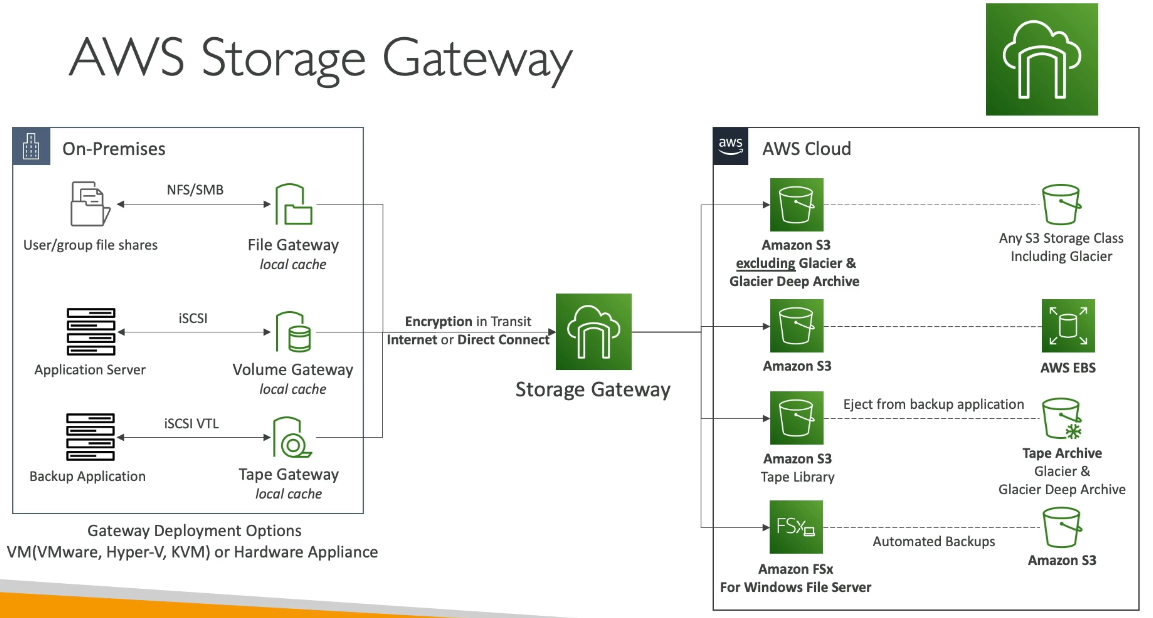 AWS Storage Gateway
On-Premises
NFS/SMB
User/group file shares
File Gateway
local cache
iSCSI
Application Server
Volume Gateway
local cache
iSCSI VTL
Backup Application
Tape Gateway
local cache
Gateway Deployment Options
VM(VMware, Hyper-V, KVM) or Hardware Appliance
Encryption in Transit
Internet or Direct Connect
Storage Gateway
aws
AWS Cloud
Amazon S3
excluding Glacier &
Glacier Deep Archive
Any S3 Storage Class
Including Glacier
Amazon S3
AWS EBS
Amazon S3
Tape Library
Eject from backup application
Tape Archive
Glacier &
Glacier Deep Archive
FSx
Amazon FSx
For Windows File Server
Automated Backups
Amazon S3